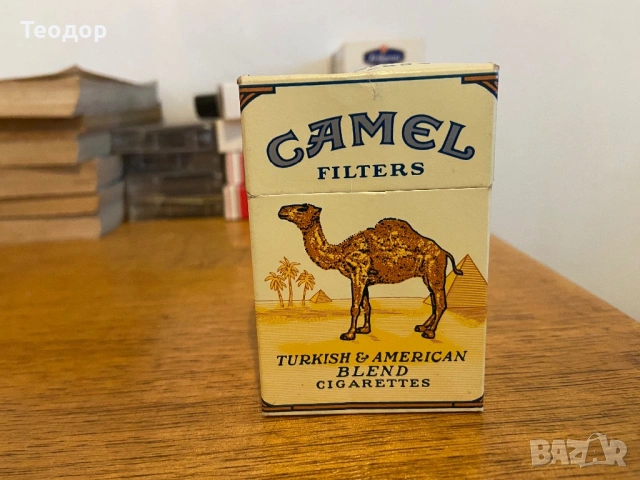 Теодор
CAMEL
FILTERS
TURKISH & AMERICAN
BLEND
CIGARETTES
BAZAR